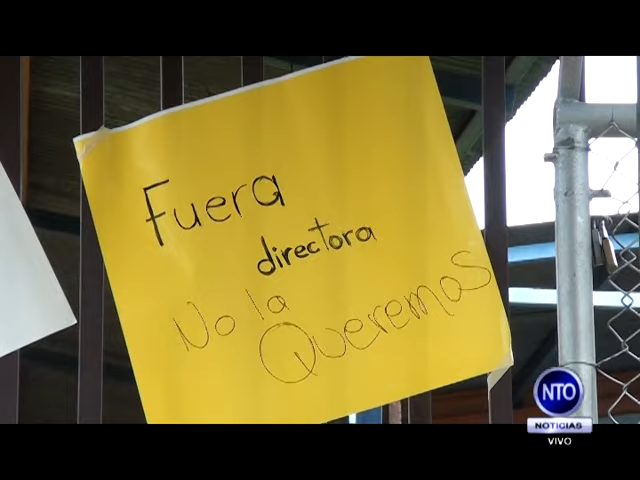 Fuera
directora
No la
Queremos
NTO
NOTICIAS
VIVO